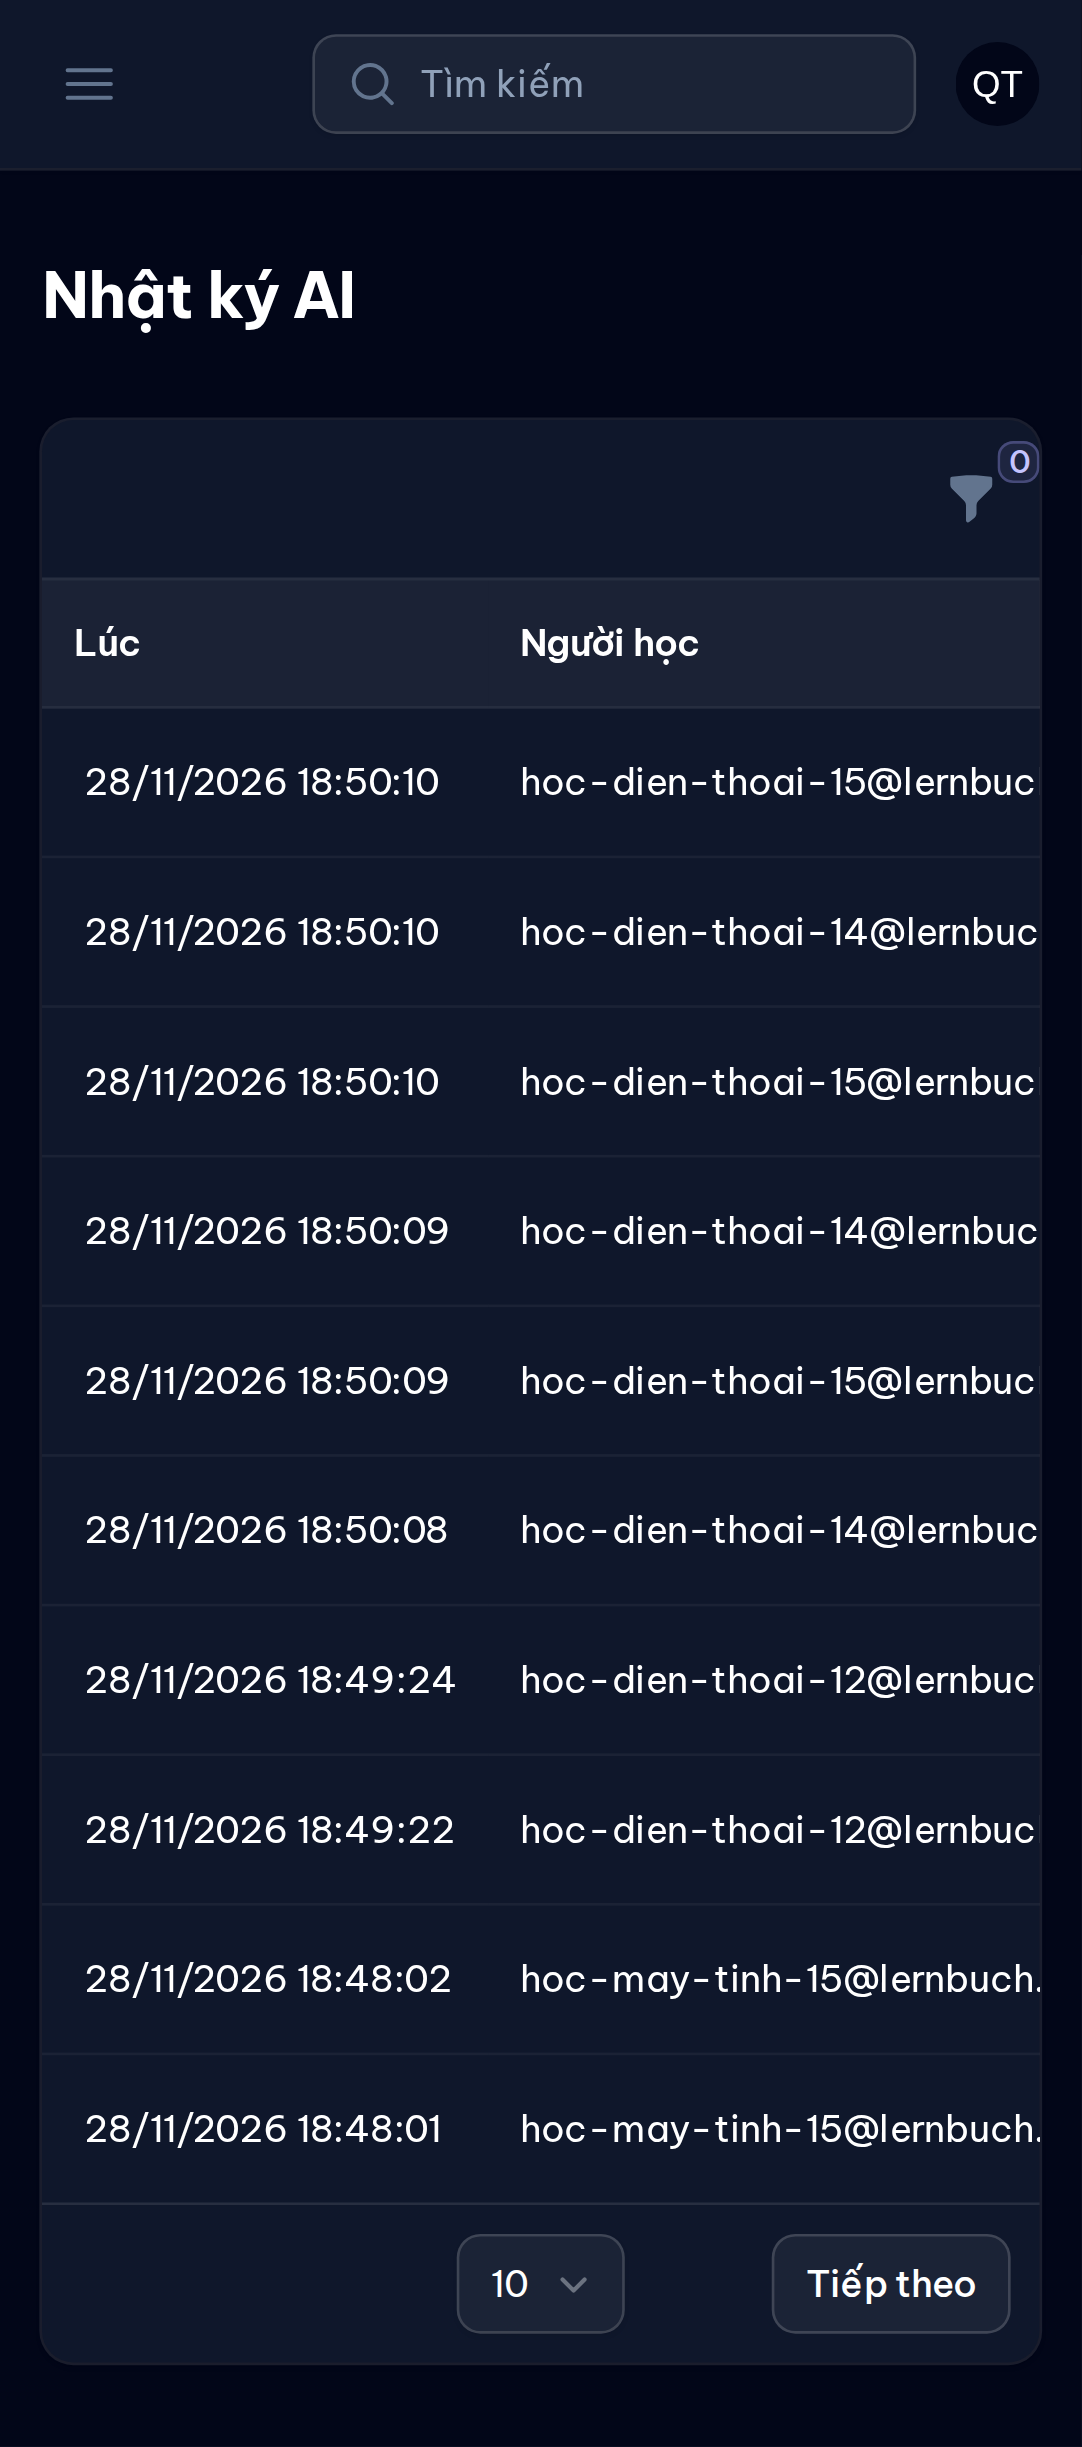 Tìm kiếm
QT
Nhật ký AI
0
Lúc Người học
28/11/2026 18:50:10 hoc-dien-thoai-15@lernbuc
28/11/2026 18:50:10 hoc-dien-thoai-14@lernbuc
28/11/2026 18:50:10 hoc-dien-thoai-15@lernbuc
28/11/2026 18:50:09 hoc-dien-thoai-14@lernbuc
28/11/2026 18:50:09 hoc-dien-thoai-15@lernbuc
28/11/2026 18:50:08 hoc-dien-thoai-14@lernbuc
28/11/2026 18:49:24 hoc-dien-thoai-12@lernbuc
28/11/2026 18:49:22 hoc-dien-thoai-12@lernbuc
28/11/2026 18:48:02 hoc-may-tinh-15@lernbuch.
28/11/2026 18:48:01 hoc-may-tinh-15@lernbuch.
10 Tiếp theo